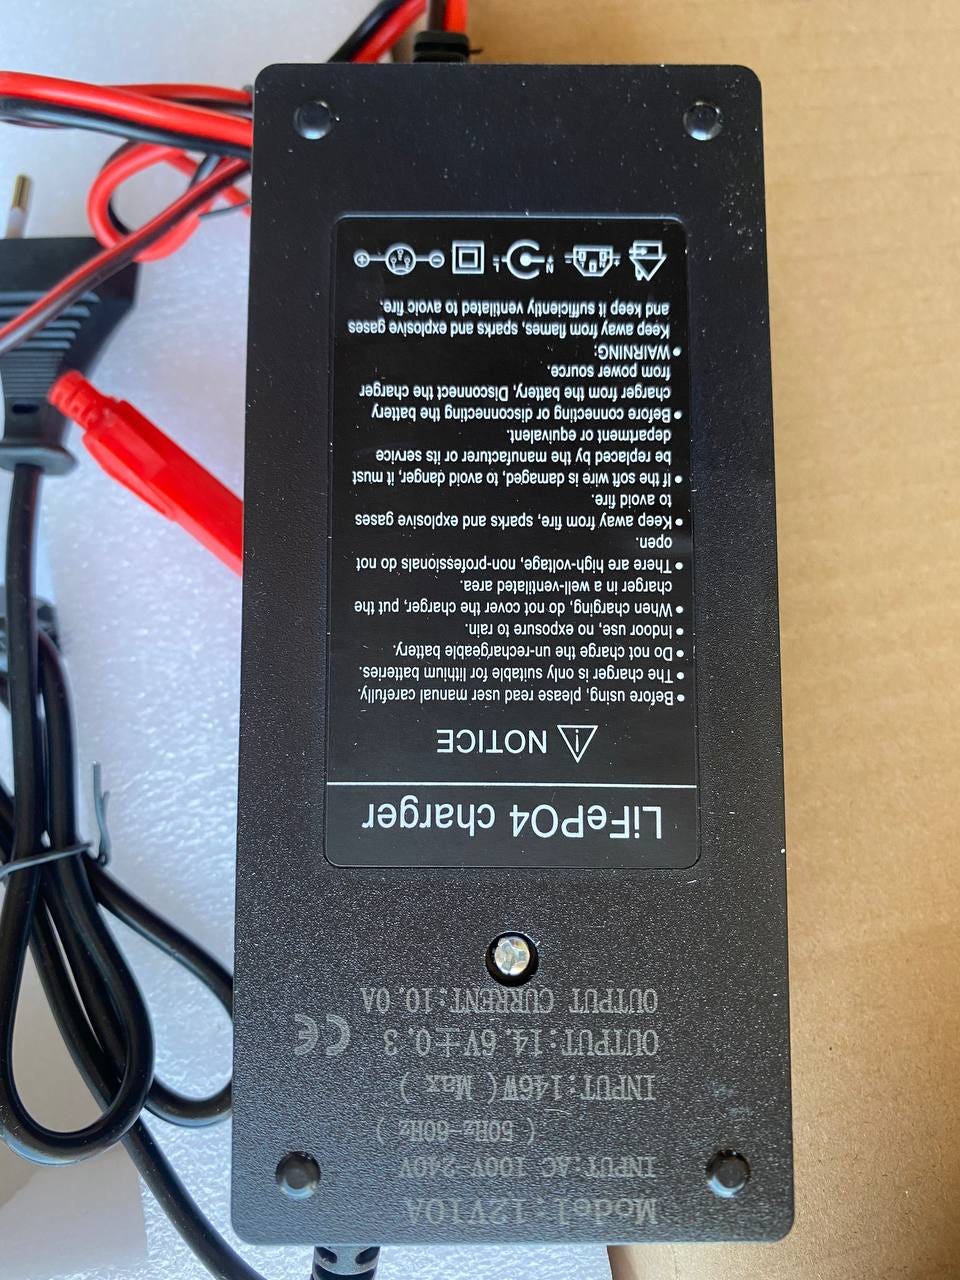 Model:12V10A
INPUT:AC 100V-240V
( 50Hz-60Hz )
INPUT:146W( Max )
OUTPUT:14.6V±0.3
OUTPUT CURRENT:10.0A
CE
LiFePO4 charger
NOTICE
• Before using, please read user manual carefully.
• The charger is only suitable for lithium batteries.
• Do not charge the un-rechargeable battery.
• Indoor use, no exposure to rain.
• When charging, do not cover the charger, put the
charger in a well-ventilated area.
• There are high-voltage, non-professionals do not
open.
• Keep away from fire, sparks and explosive gases
to avoid fire.
• If the soft wire is damaged, to avoid danger, it must
be replaced by the manufacturer or its service
department or equivalent.
• Before connecting or disconnecting the battery
charger from the battery, Disconnect the charger
from power source.
• WAIRNING:
Keep away from flames, sparks and explosive gases
and keep it sufficiently ventilated to avoic fire.